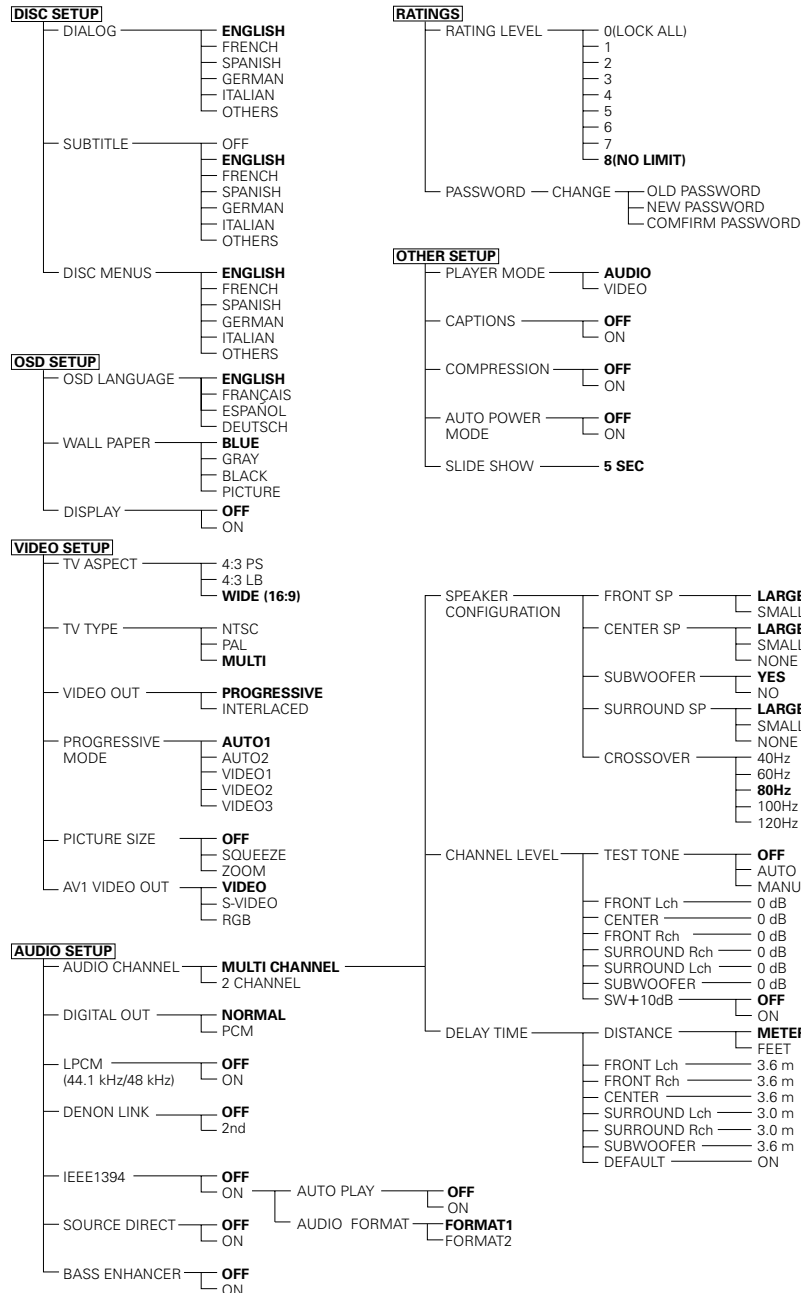 DISC SETUP
DIALOG
ENGLISH
FRENCH
SPANISH
GERMAN
ITALIAN
OTHERS
SUBTITLE
OFF
ENGLISH
FRENCH
SPANISH
GERMAN
ITALIAN
OTHERS
DISC MENUS
ENGLISH
FRENCH
SPANISH
GERMAN
ITALIAN
OTHERS
OSD SETUP
OSD LANGUAGE
ENGLISH
FRANÇAIS
ESPAÑOL
DEUTSCH
WALL PAPER
BLUE
GRAY
BLACK
PICTURE
DISPLAY
OFF
ON
VIDEO SETUP
TV ASPECT
4:3 PS
4:3 LB
WIDE (16:9)
TV TYPE
NTSC
PAL
MULTI
VIDEO OUT
PROGRESSIVE
INTERLACED
PROGRESSIVE
MODE
AUTO1
AUTO2
VIDEO1
VIDEO2
VIDEO3
PICTURE SIZE
OFF
SQUEEZE
ZOOM
AV1 VIDEO OUT
VIDEO
S-VIDEO
RGB
AUDIO SETUP
AUDIO CHANNEL
MULTI CHANNEL
2 CHANNEL
SPEAKER
CONFIGURATION
FRONT SP
LARGE
SMALL
CENTER SP
LARGE
SMALL
NONE
SUBWOOFER
YES
NO
SURROUND SP
LARGE
SMALL
NONE
CROSSOVER
40Hz
60Hz
80Hz
100Hz
120Hz
CHANNEL LEVEL
TEST TONE
OFF
AUTO
MANU
FRONT Lch
0 dB
CENTER
0 dB
FRONT Rch
0 dB
SURROUND Rch
0 dB
SURROUND Lch
0 dB
SUBWOOFER
0 dB
SW+10dB
OFF
ON
DELAY TIME
DISTANCE
METER
FEET
FRONT Lch
3.6 m
FRONT Rch
3.6 m
CENTER
3.6 m
SURROUND Lch
3.0 m
SURROUND Rch
3.0 m
SUBWOOFER
3.6 m
DEFAULT
ON
DIGITAL OUT
NORMAL
PCM
LPCM
(44.1 kHz/48 kHz)
OFF
ON
DENON LINK
OFF
2nd
IEEE1394
OFF
ON
AUTO PLAY
OFF
ON
AUDIO FORMAT
FORMAT1
FORMAT2
SOURCE DIRECT
OFF
ON
BASS ENHANCER
OFF
ON
RATINGS
RATING LEVEL
0(LOCK ALL)
1
2
3
4
5
6
7
8(NO LIMIT)
PASSWORD
CHANGE
OLD PASSWORD
NEW PASSWORD
COMFIRM PASSWORD
OTHER SETUP
PLAYER MODE
AUDIO
VIDEO
CAPTIONS
OFF
ON
COMPRESSION
OFF
ON
AUTO POWER
MODE
OFF
ON
SLIDE SHOW
5 SEC